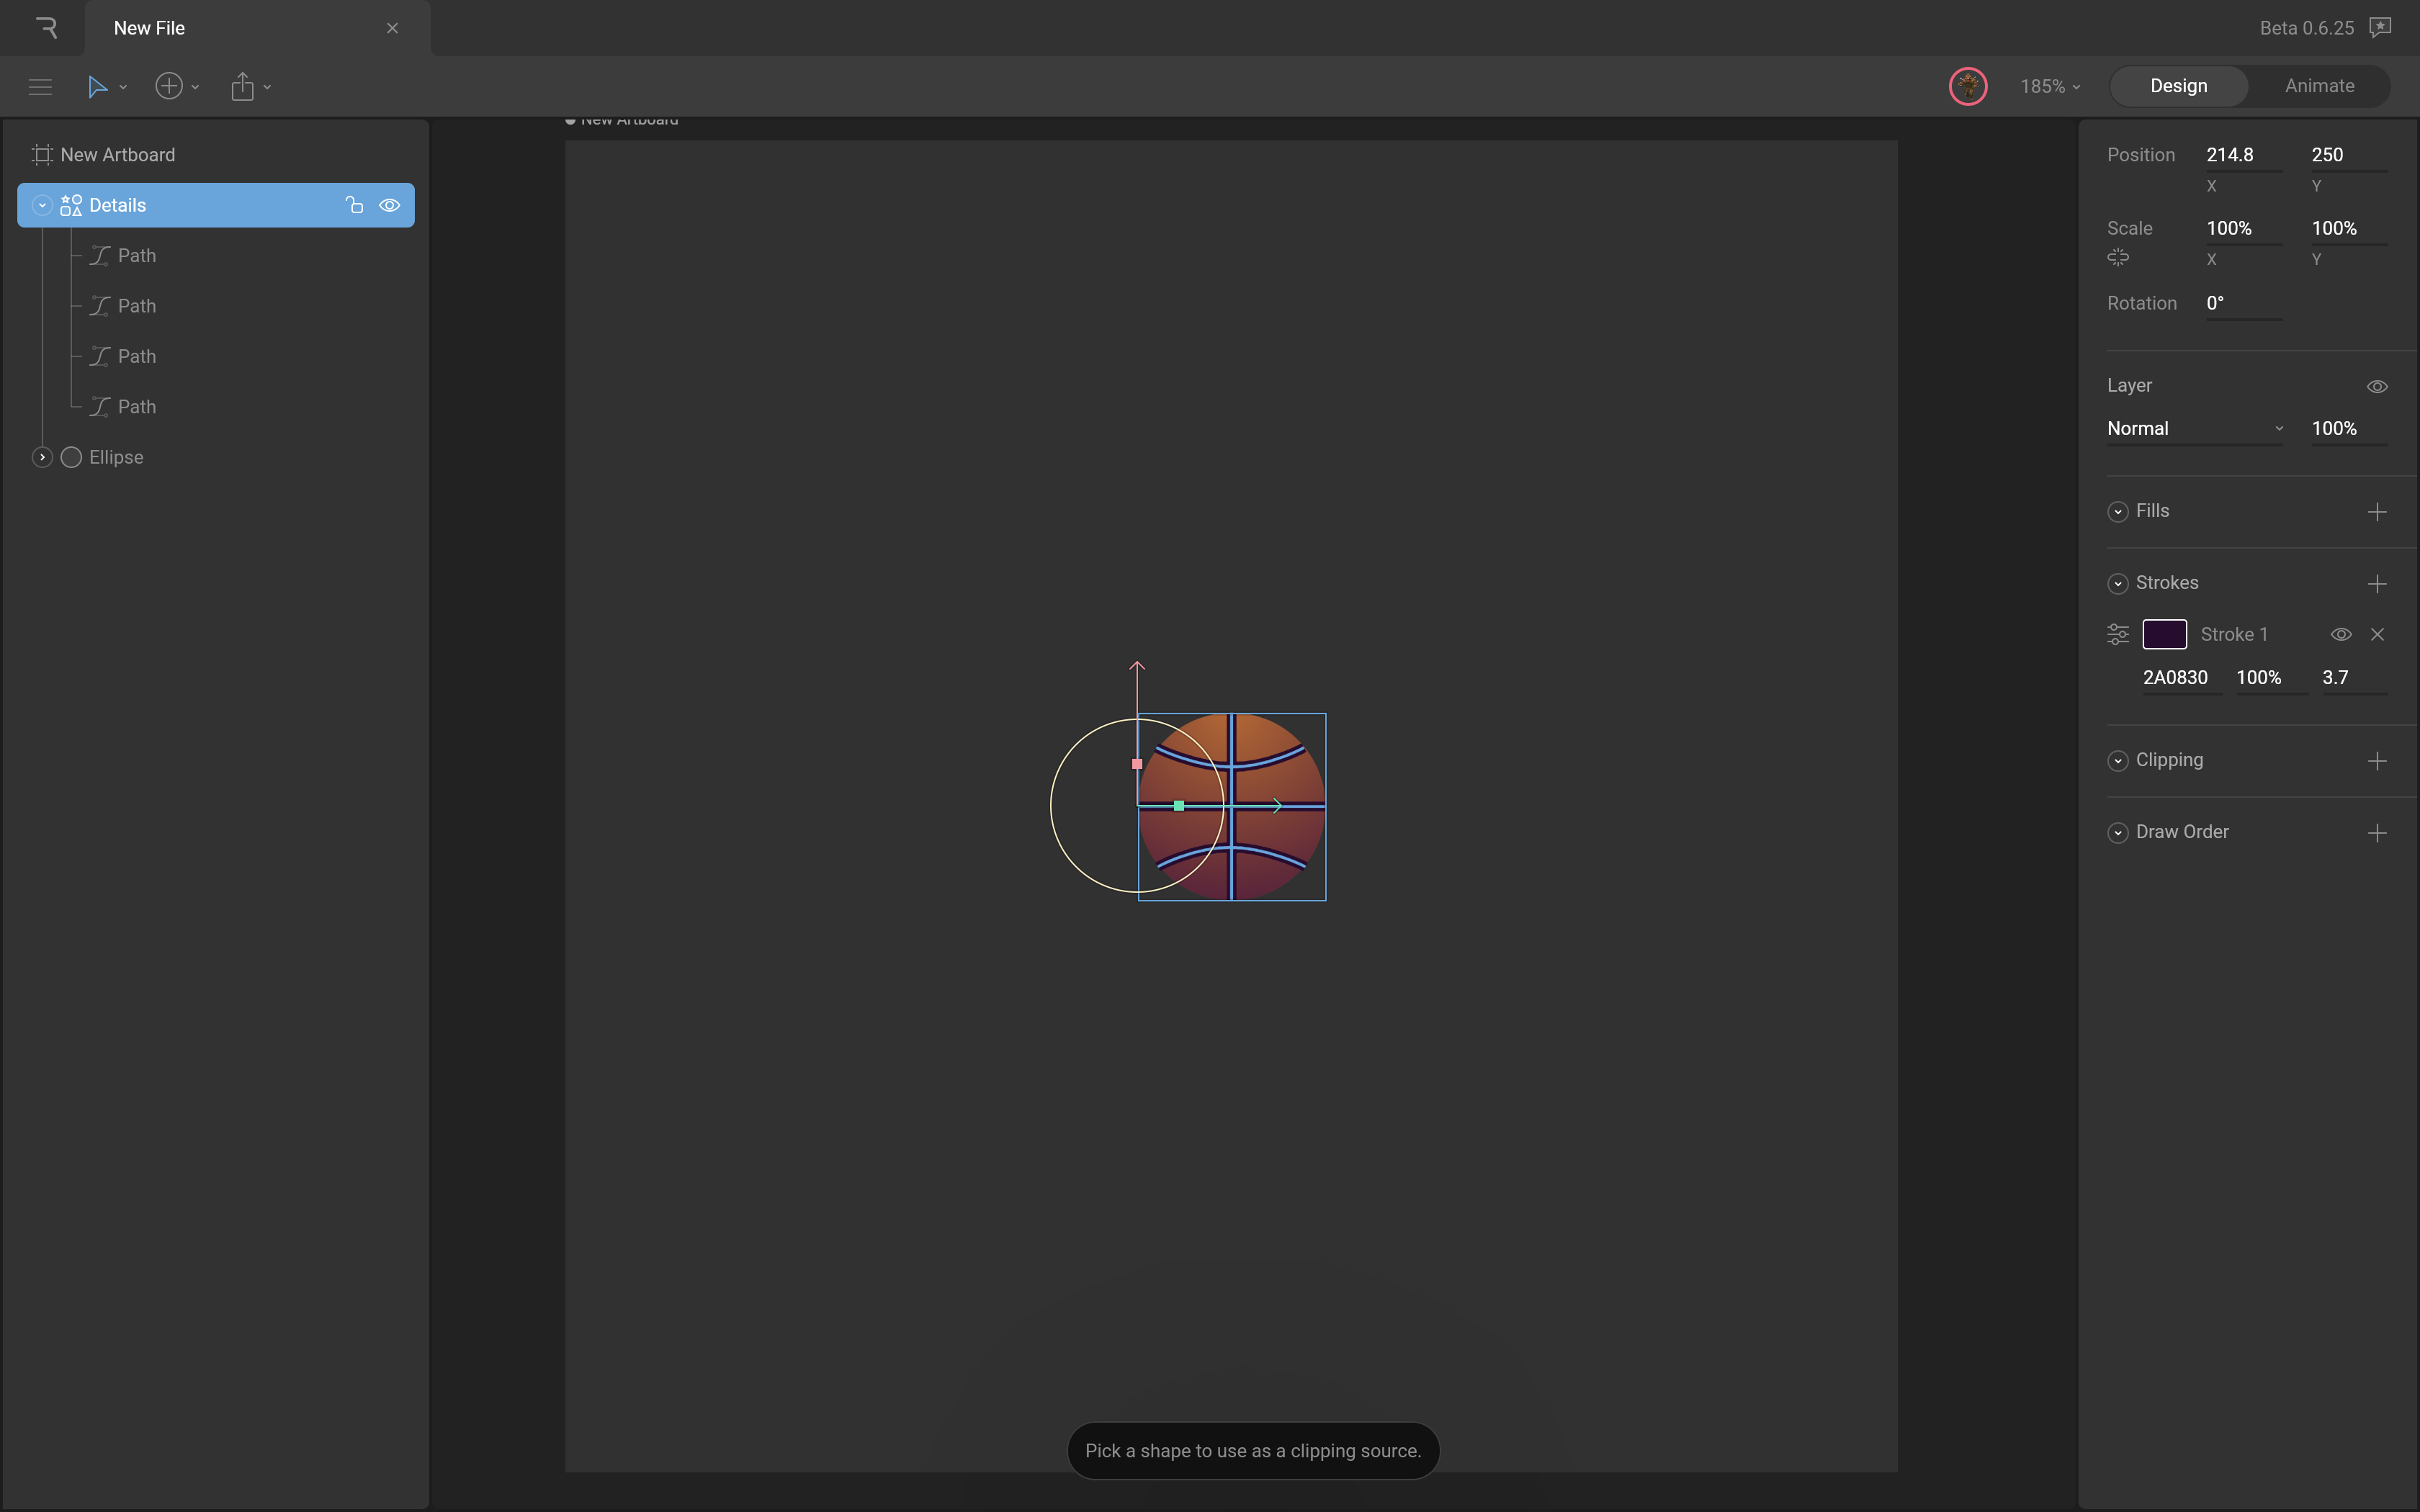 New File
Beta 0.6.25
185%
Design
Animate
New Artboard
New Artboard
Details
Path
Path
Path
Path
Ellipse
Position 214.8 250
X Y
Scale 100% 100%
X Y
Rotation 0°
Layer
Normal 100%
Fills
Strokes
Stroke 1
2A0830 100% 3.7
Clipping
Draw Order
Pick a shape to use as a clipping source.